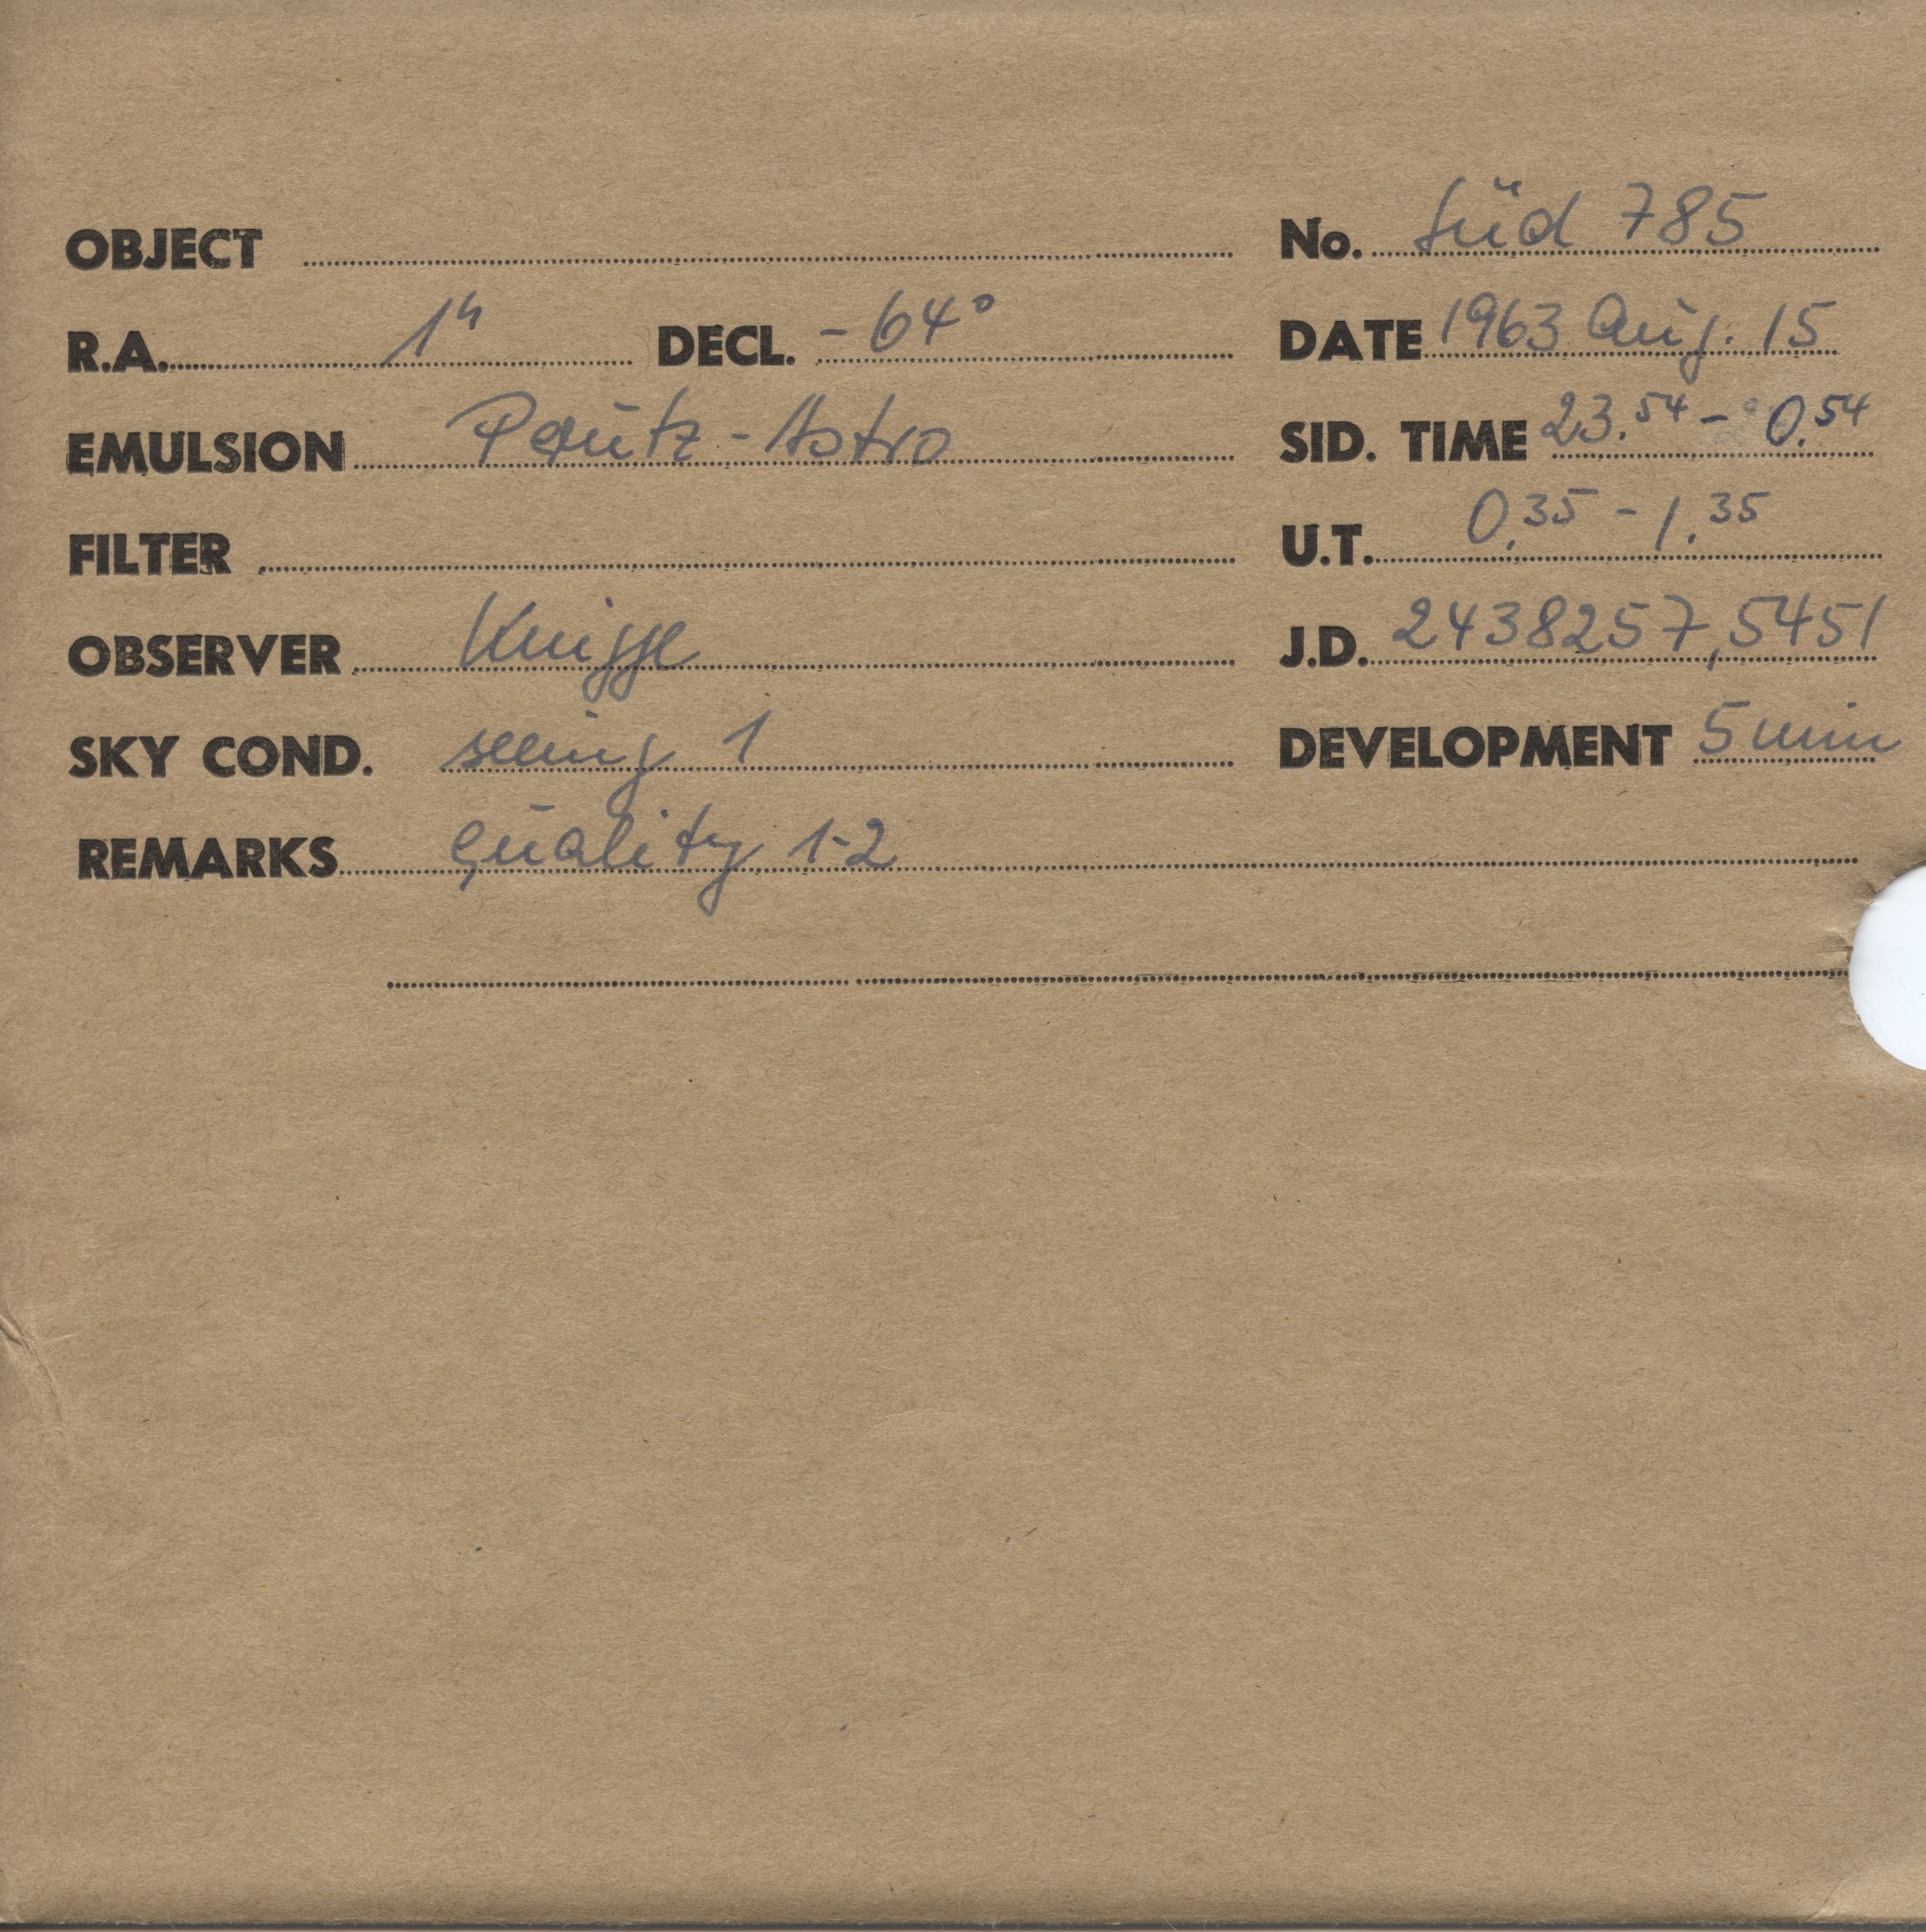 OBJECT No. Süd 785
R.A. 1h DECL. -64° DATE 1963 Aug. 15
EMULSION Perutz-Astro SID. TIME 23.54 - 0.54
FILTER U.T. 0.35 - 1.35
OBSERVER Knigge J.D. 2438257,5451
SKY COND. seeing 1 DEVELOPMENT 5 min
REMARKS quality 1-2